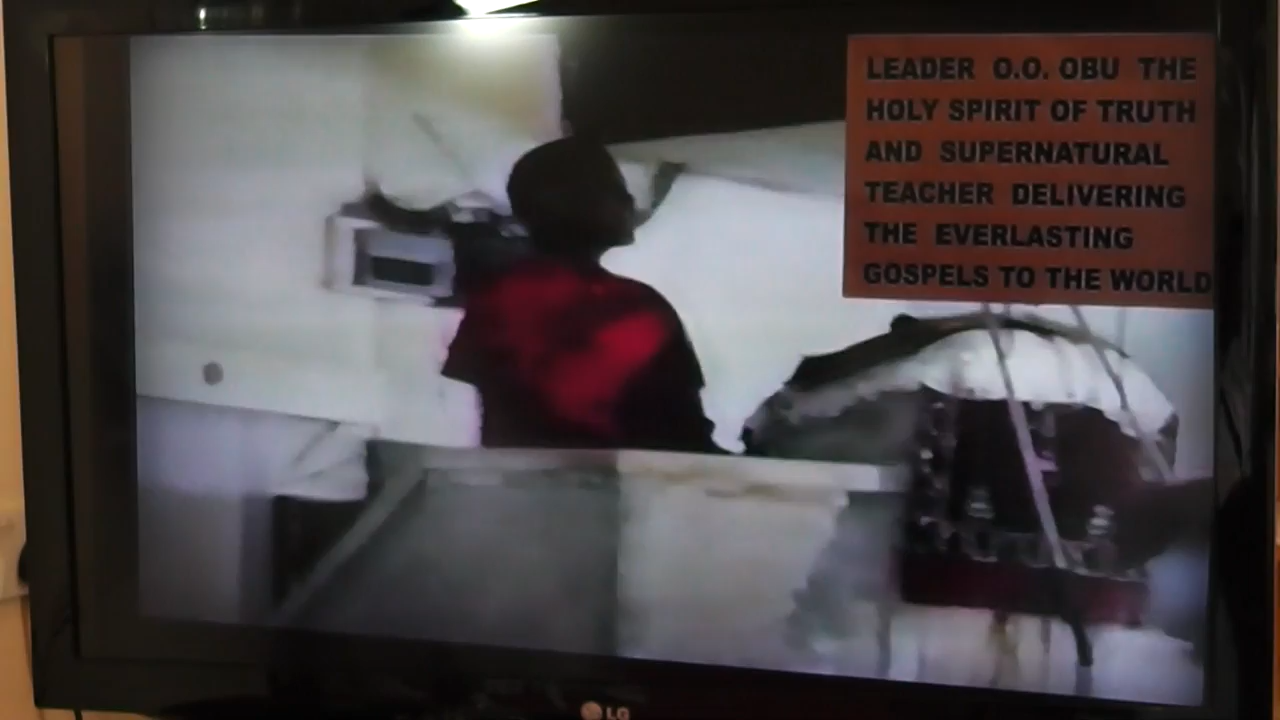 LEADER O.O. OBU THE
HOLY SPIRIT OF TRUTH
AND SUPERNATURAL
TEACHER DELIVERING
THE EVERLASTING
GOSPELS TO THE WORLD
LG